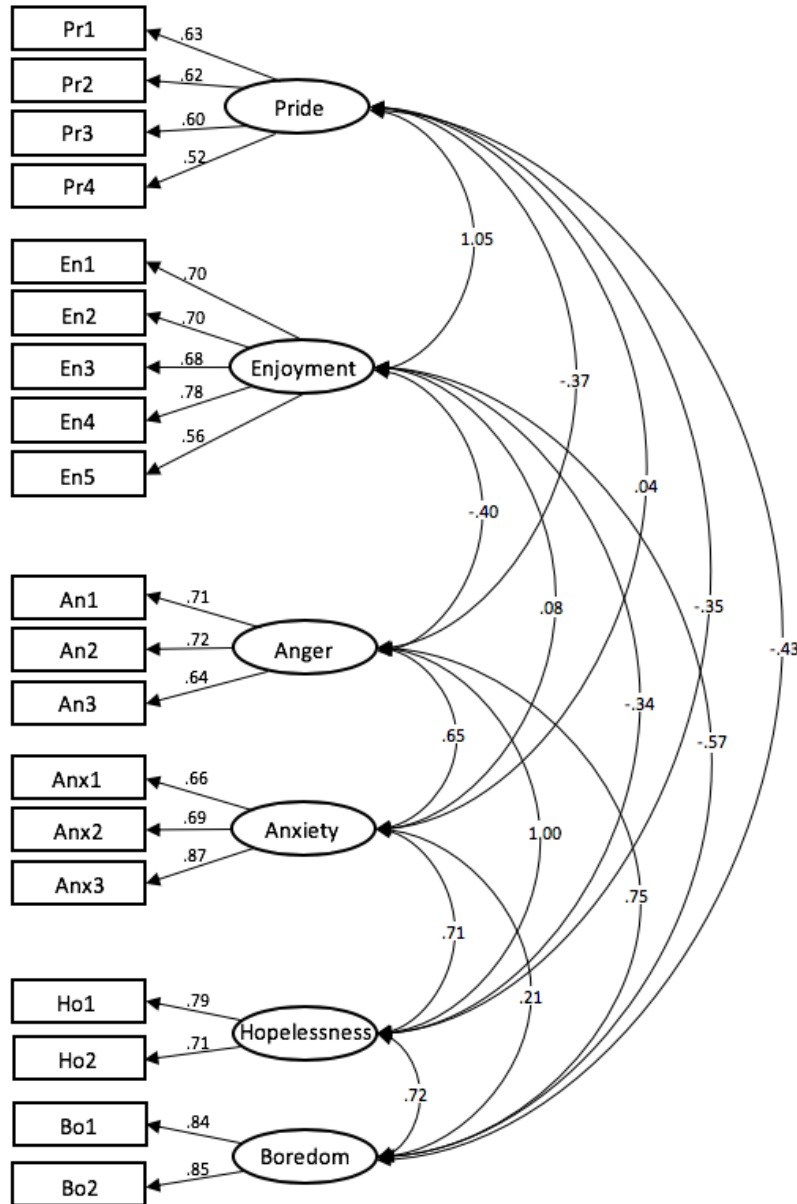 Pr1
.63
Pr2
.62
Pride
Pr3
.60
.52
Pr4
1.05
En1
.70
En2
.70
En3
.68
Enjoyment
-.37
.78
En4
.56
En5
.04
-.40
An1
.71
.08
-.35
An2
.72
Anger
-.43
An3
.64
-.34
.65
-.57
Anx1
.66
Anx2
.69
Anxiety
1.00
Anx3
.87
.75
.71
Ho1
.79
.21
Hopelessness
Ho2
.71
.72
Bo1
.84
Boredom
Bo2
.85